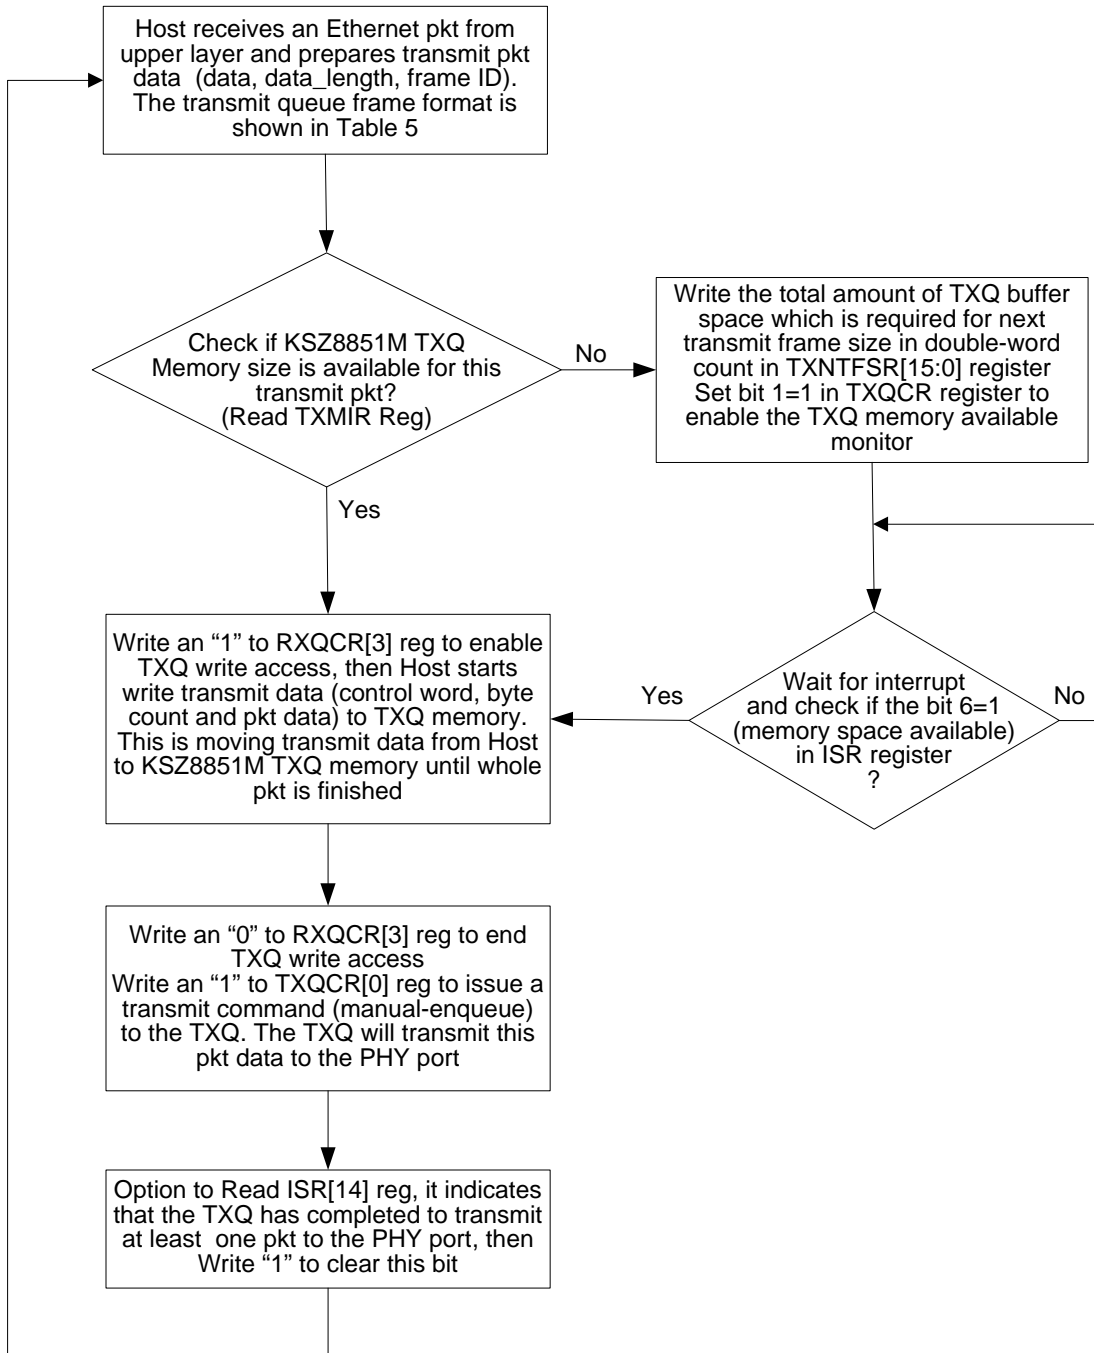 Host receives an Ethernet pkt from
upper layer and prepares transmit pkt
data (data, data_length, frame ID).
The transmit queue frame format is
shown in Table 5
Check if KSZ8851M TXQ
Memory size is available for this
transmit pkt?
(Read TXMIR Reg)
No
Write the total amount of TXQ buffer
space which is required for next
transmit frame size in double-word
count in TXNTFSR[15:0] register
Set bit 1=1 in TXQCR register to
enable the TXQ memory available
monitor
Yes
Write an “1” to RXQCR[3] reg to enable
TXQ write access, then Host starts
write transmit data (control word, byte
count and pkt data) to TXQ memory.
This is moving transmit data from Host
to KSZ8851M TXQ memory until whole
pkt is finished
Yes
Wait for interrupt
and check if the bit 6=1
(memory space available)
in ISR register
?
No
Write an “0” to RXQCR[3] reg to end
TXQ write access
Write an “1” to TXQCR[0] reg to issue a
transmit command (manual-enqueue)
to the TXQ. The TXQ will transmit this
pkt data to the PHY port
Option to Read ISR[14] reg, it indicates
that the TXQ has completed to transmit
at least one pkt to the PHY port, then
Write “1” to clear this bit